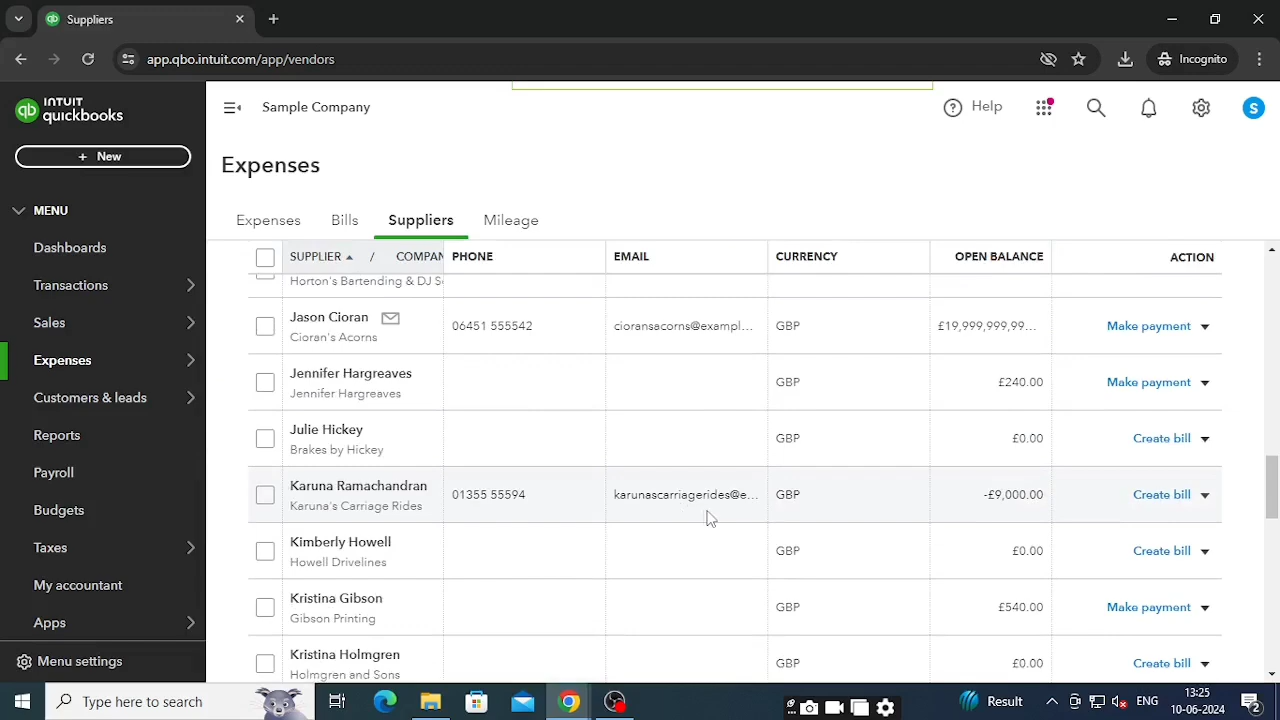 Suppliers
app.qbo.intuit.com/app/vendors
Incognito
INTUIT
quickbooks
qb
+ New
MENU
Dashboards
Transactions
Sales
Expenses
Customers & leads
Reports
Payroll
Budgets
Taxes
My accountant
Apps
Menu settings
Sample Company
Help
S
Expenses
Expenses Bills Suppliers Mileage
SUPPLIER / COMPAN PHONE EMAIL CURRENCY OPEN BALANCE ACTION
Horton's Bartending & DJ S
Jason Cioran 06451 555542 cioransacorns@exampl... GBP £19,999,999,99... Make payment
Cioran's Acorns
Jennifer Hargreaves GBP £240.00 Make payment
Jennifer Hargreaves
Julie Hickey GBP £0.00 Create bill
Brakes by Hickey
Karuna Ramachandran 01355 55594 karunascarriagerides@e... GBP -£9,000.00 Create bill
Karuna's Carriage Rides
Kimberly Howell GBP £0.00 Create bill
Howell Drivelines
Kristina Gibson GBP £540.00 Make payment
Gibson Printing
Kristina Holmgren GBP £0.00 Create bill
Holmgren and Sons
Type here to search
Result
ENG
13:25
10-06-2024
2